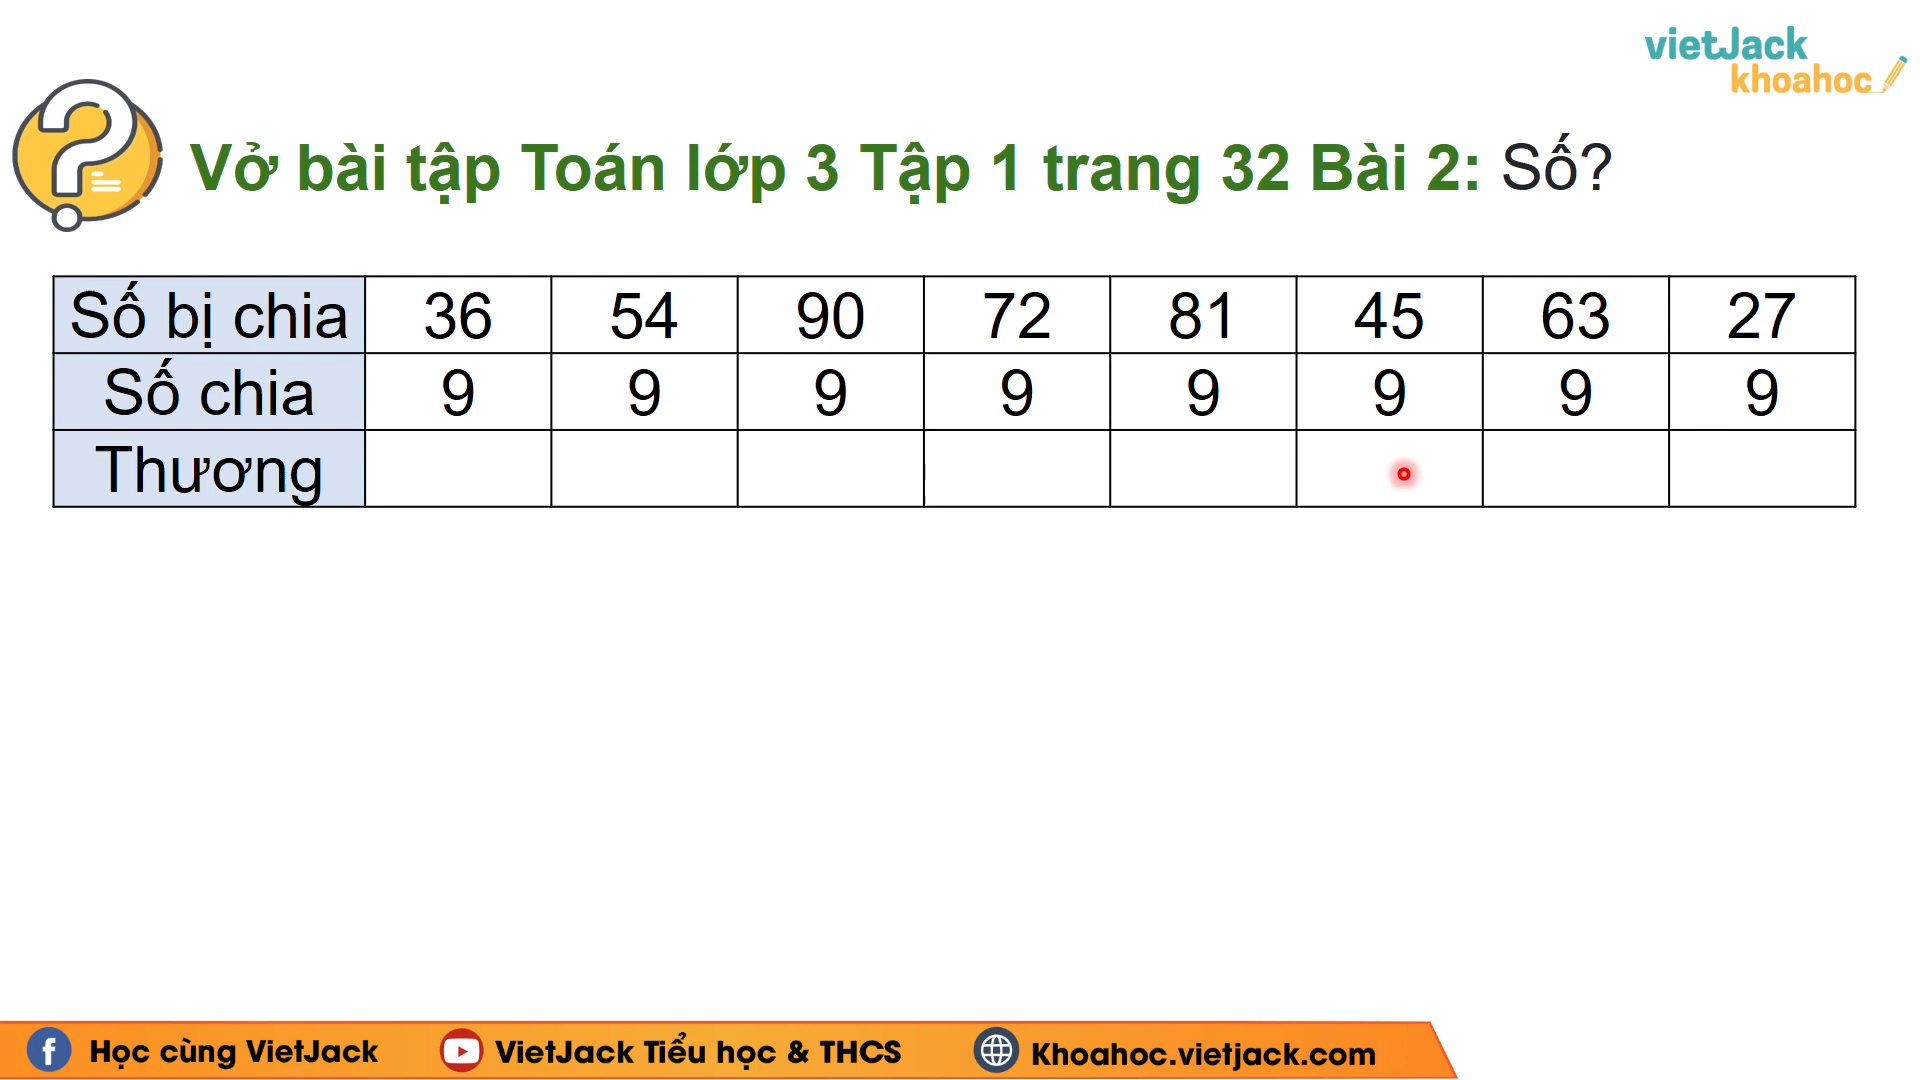 vietJack
khoahoc
Vở bài tập Toán lớp 3 Tập 1 trang 32 Bài 2: Số?
Số bị chia 36 54 90 72 81 45 63 27
Số chia 9 9 9 9 9 9 9 9
Thương
Học cùng VietJack VietJack Tiểu học & THCS Khoahoc.vietjack.com